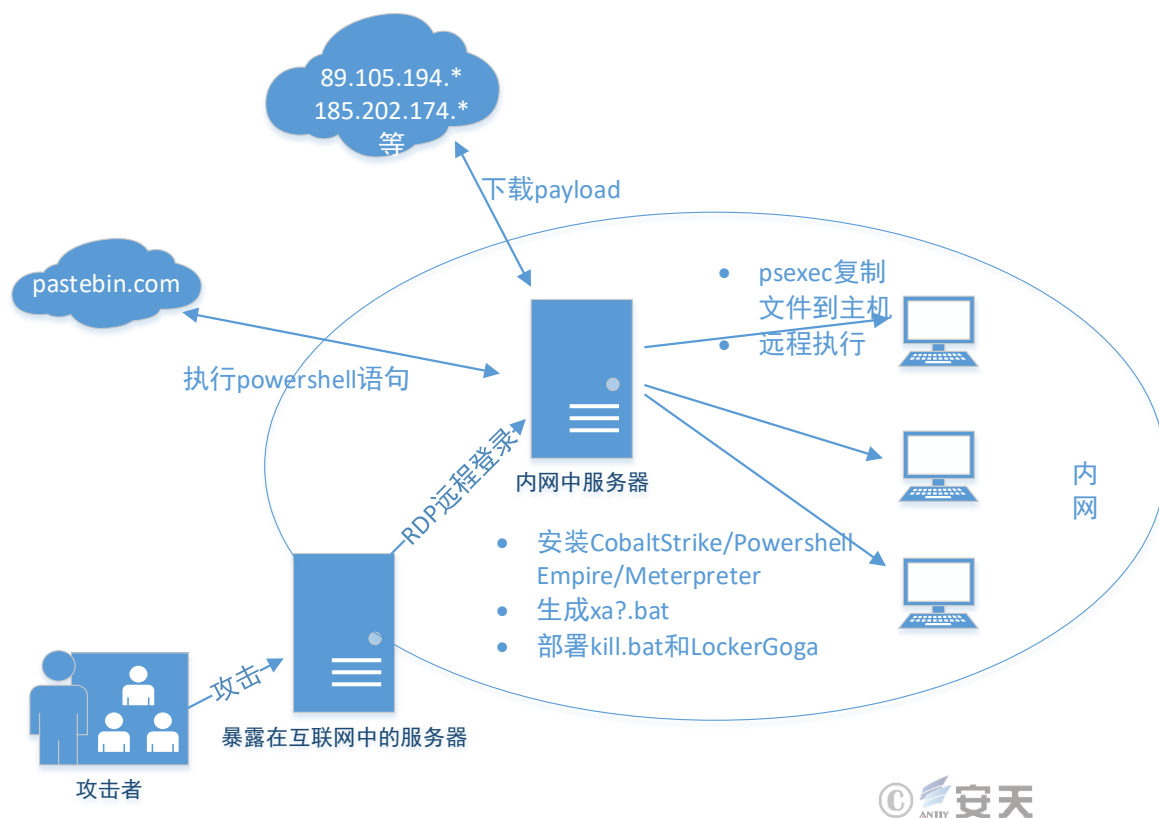 89.105.194.*
185.202.174.*
等
下载payload
pastebin.com
执行powershell语句
• psexec复制
文件到主机
• 远程执行
RDP远程登录
内网中服务器
内
网
• 安装CobaltStrike/Powershell
Empire/Meterpreter
• 生成xa?.bat
• 部署kill.bat和LockerGoga
攻击
暴露在互联网中的服务器
攻击者
© ANTIY 安天